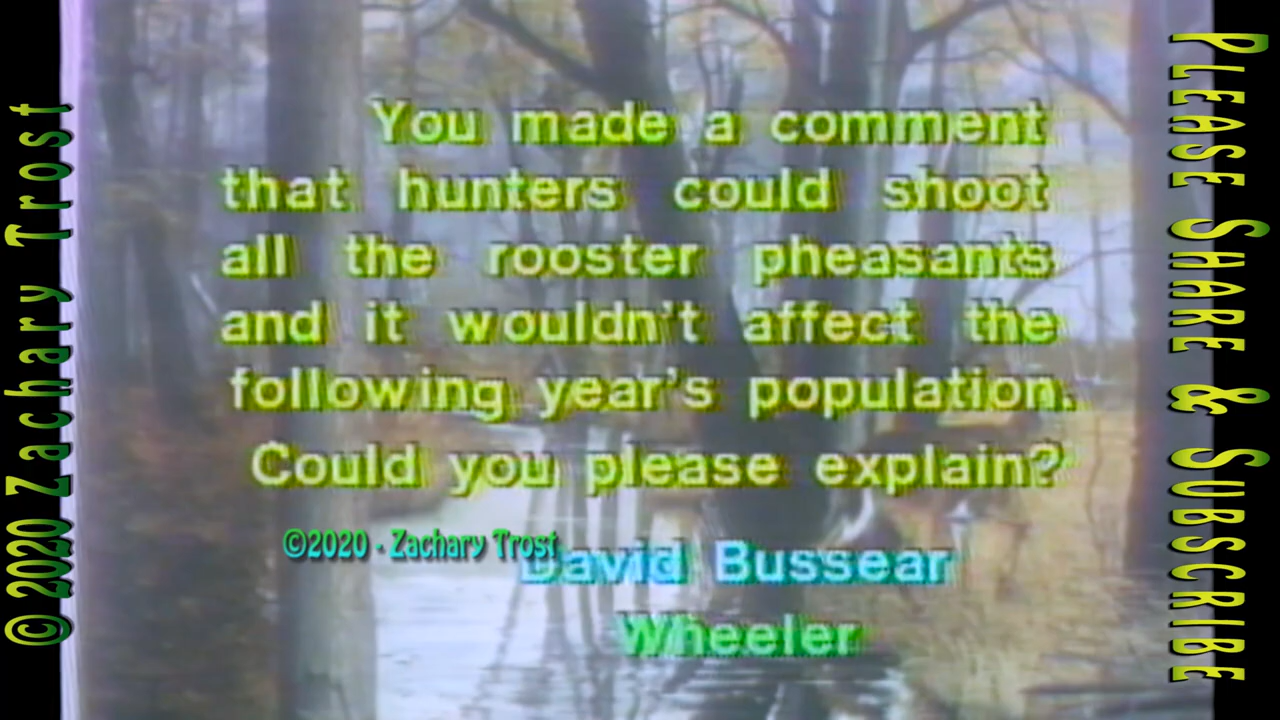 You made a comment
that hunters could shoot
all the rooster pheasants
and it wouldn't affect the
following year's population.
Could you please explain?
©2020 - Zachary Trost
David Bussear
Wheeler
© 2020 Zachary Trost
PLEASE SHARE & SUBSCRIBE